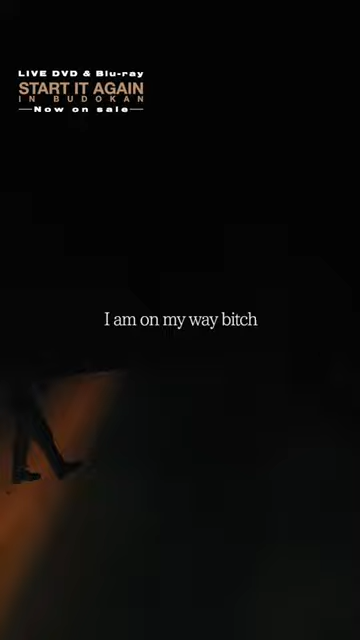 LIVE DVD & Blu-ray
START IT AGAIN
IN BUDOKAN
Now on sale
I am on my way bitch